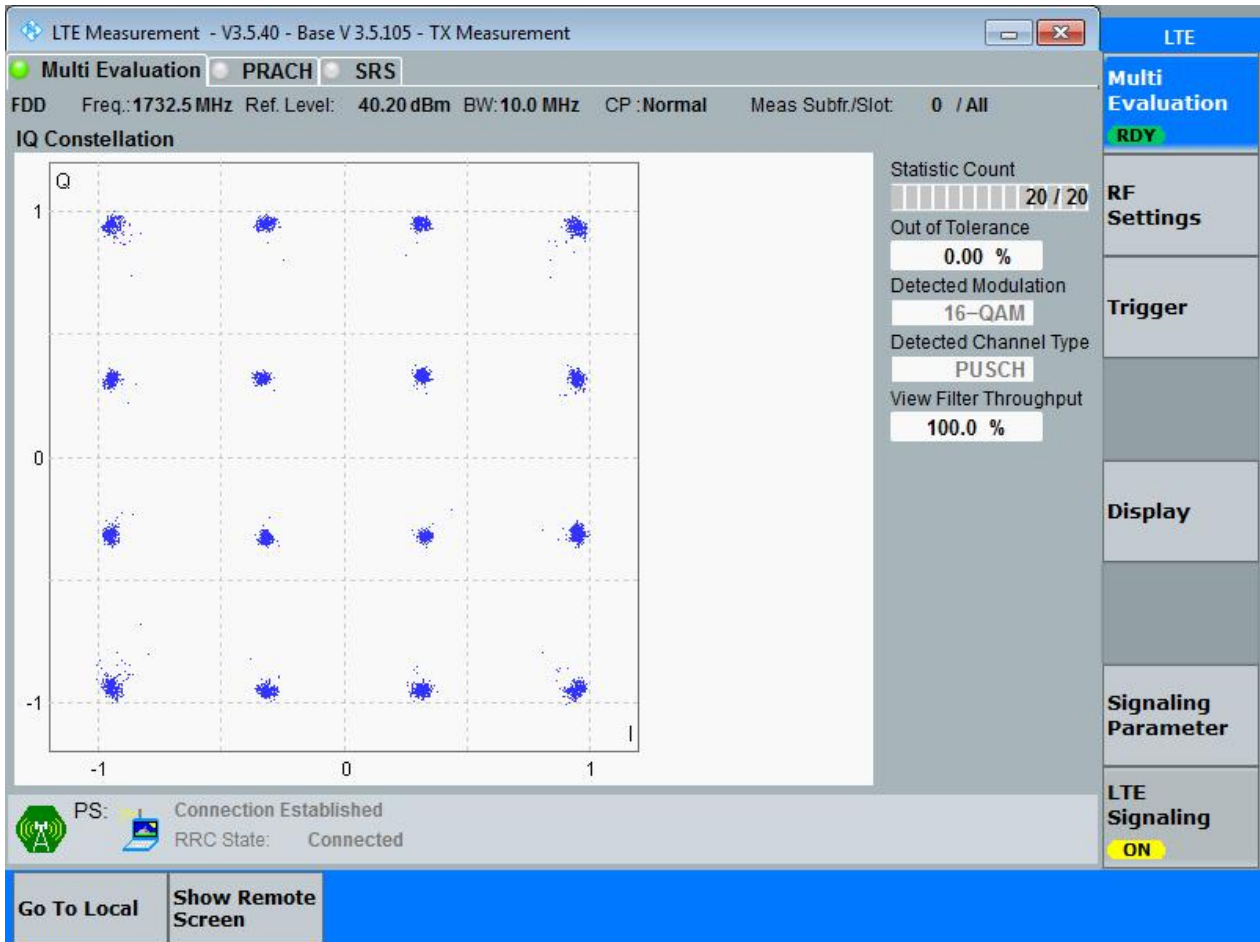 LTE Measurement - V3.5.40 - Base V 3.5.105 - TX Measurement
LTE
Multi Evaluation PRACH SRS
FDD Freq.: 1732.5 MHz Ref. Level: 40.20 dBm BW: 10.0 MHz CP : Normal Meas Subfr./Slot: 0 / All
IQ Constellation
Q
1
0
-1
I
-1 0 1
Statistic Count
20 / 20
Out of Tolerance
0.00 %
Detected Modulation
16-QAM
Detected Channel Type
PUSCH
View Filter Throughput
100.0 %
Multi
Evaluation
RDY
RF
Settings
Trigger
Display
Signaling
Parameter
LTE
Signaling
ON
PS: Connection Established
RRC State: Connected
Go To Local
Show Remote
Screen